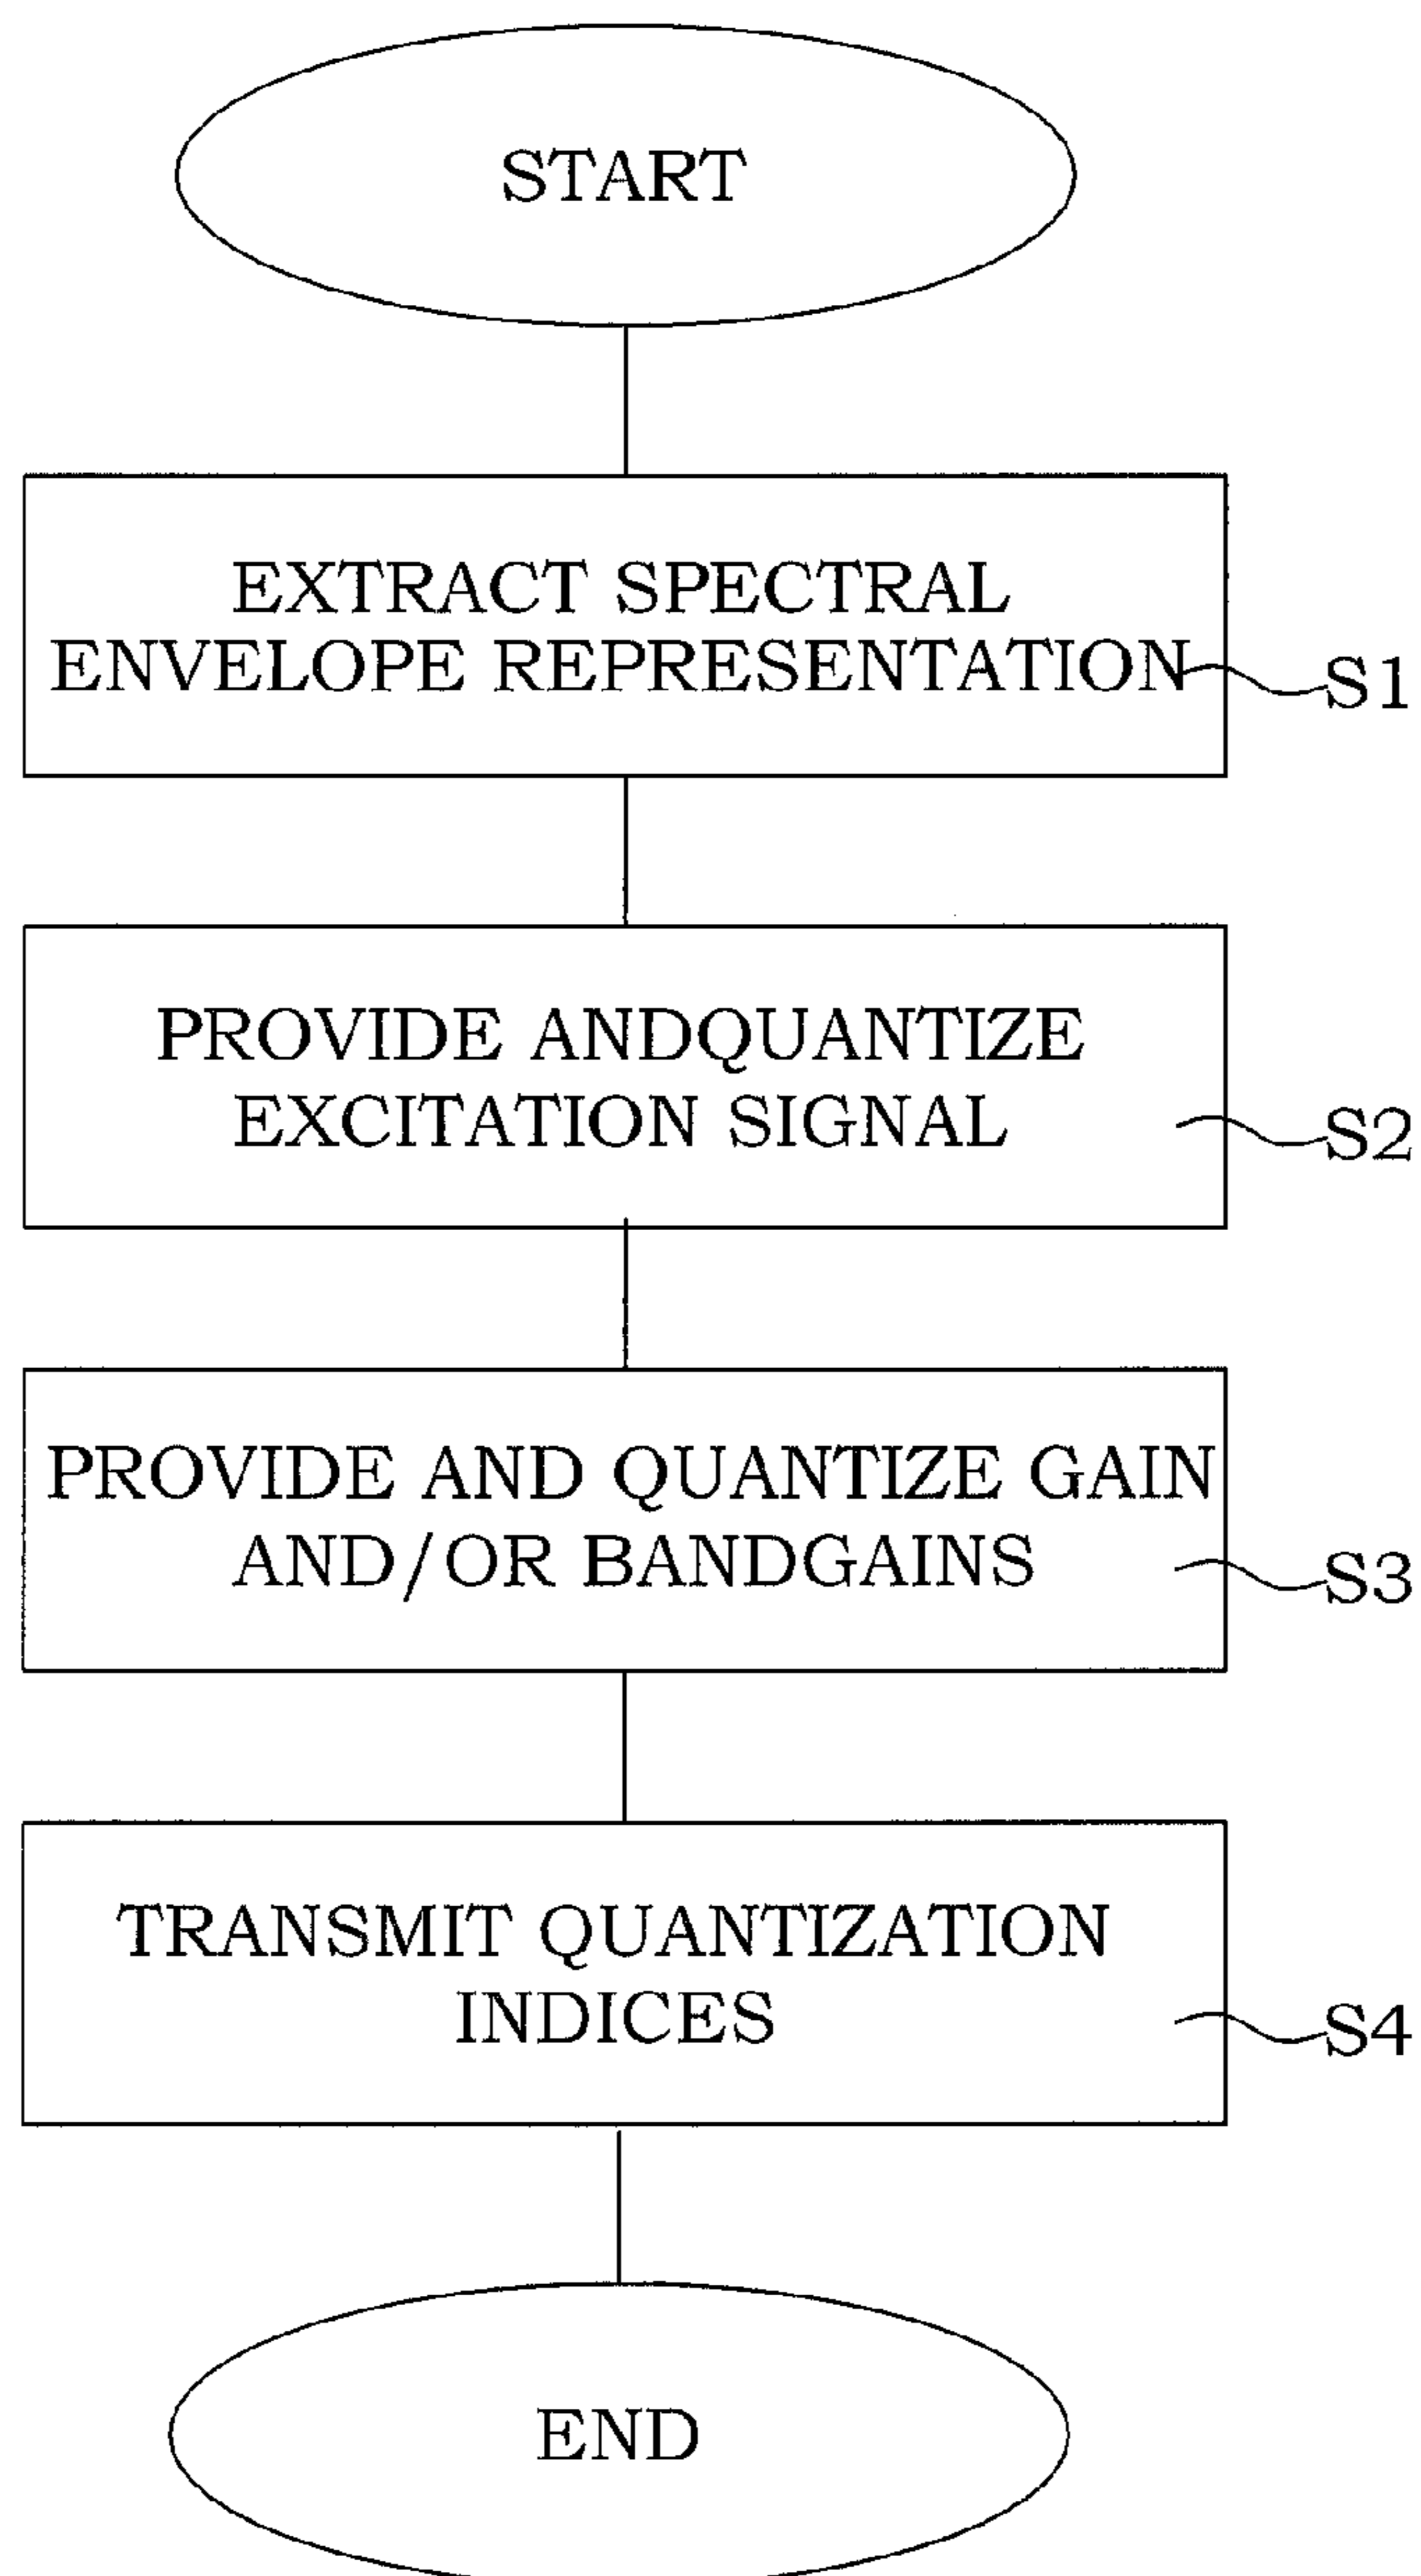 START
EXTRACT SPECTRAL
ENVELOPE REPRESENTATION
S1
PROVIDE ANDQUANTIZE
EXCITATION SIGNAL
S2
PROVIDE AND QUANTIZE GAIN
AND/OR BANDGAINS
S3
TRANSMIT QUANTIZATION
INDICES
S4
END